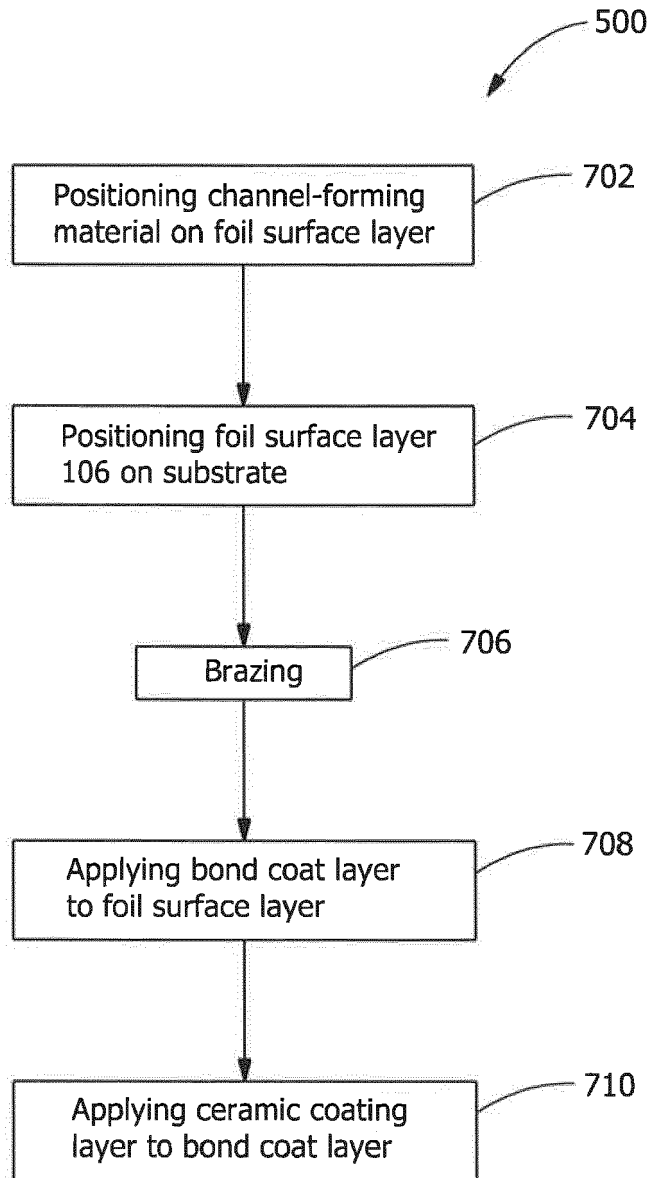 500
Positioning channel-forming
material on foil surface layer
702
Positioning foil surface layer
106 on substrate
704
Brazing
706
Applying bond coat layer
to foil surface layer
708
Applying ceramic coating
layer to bond coat layer
710